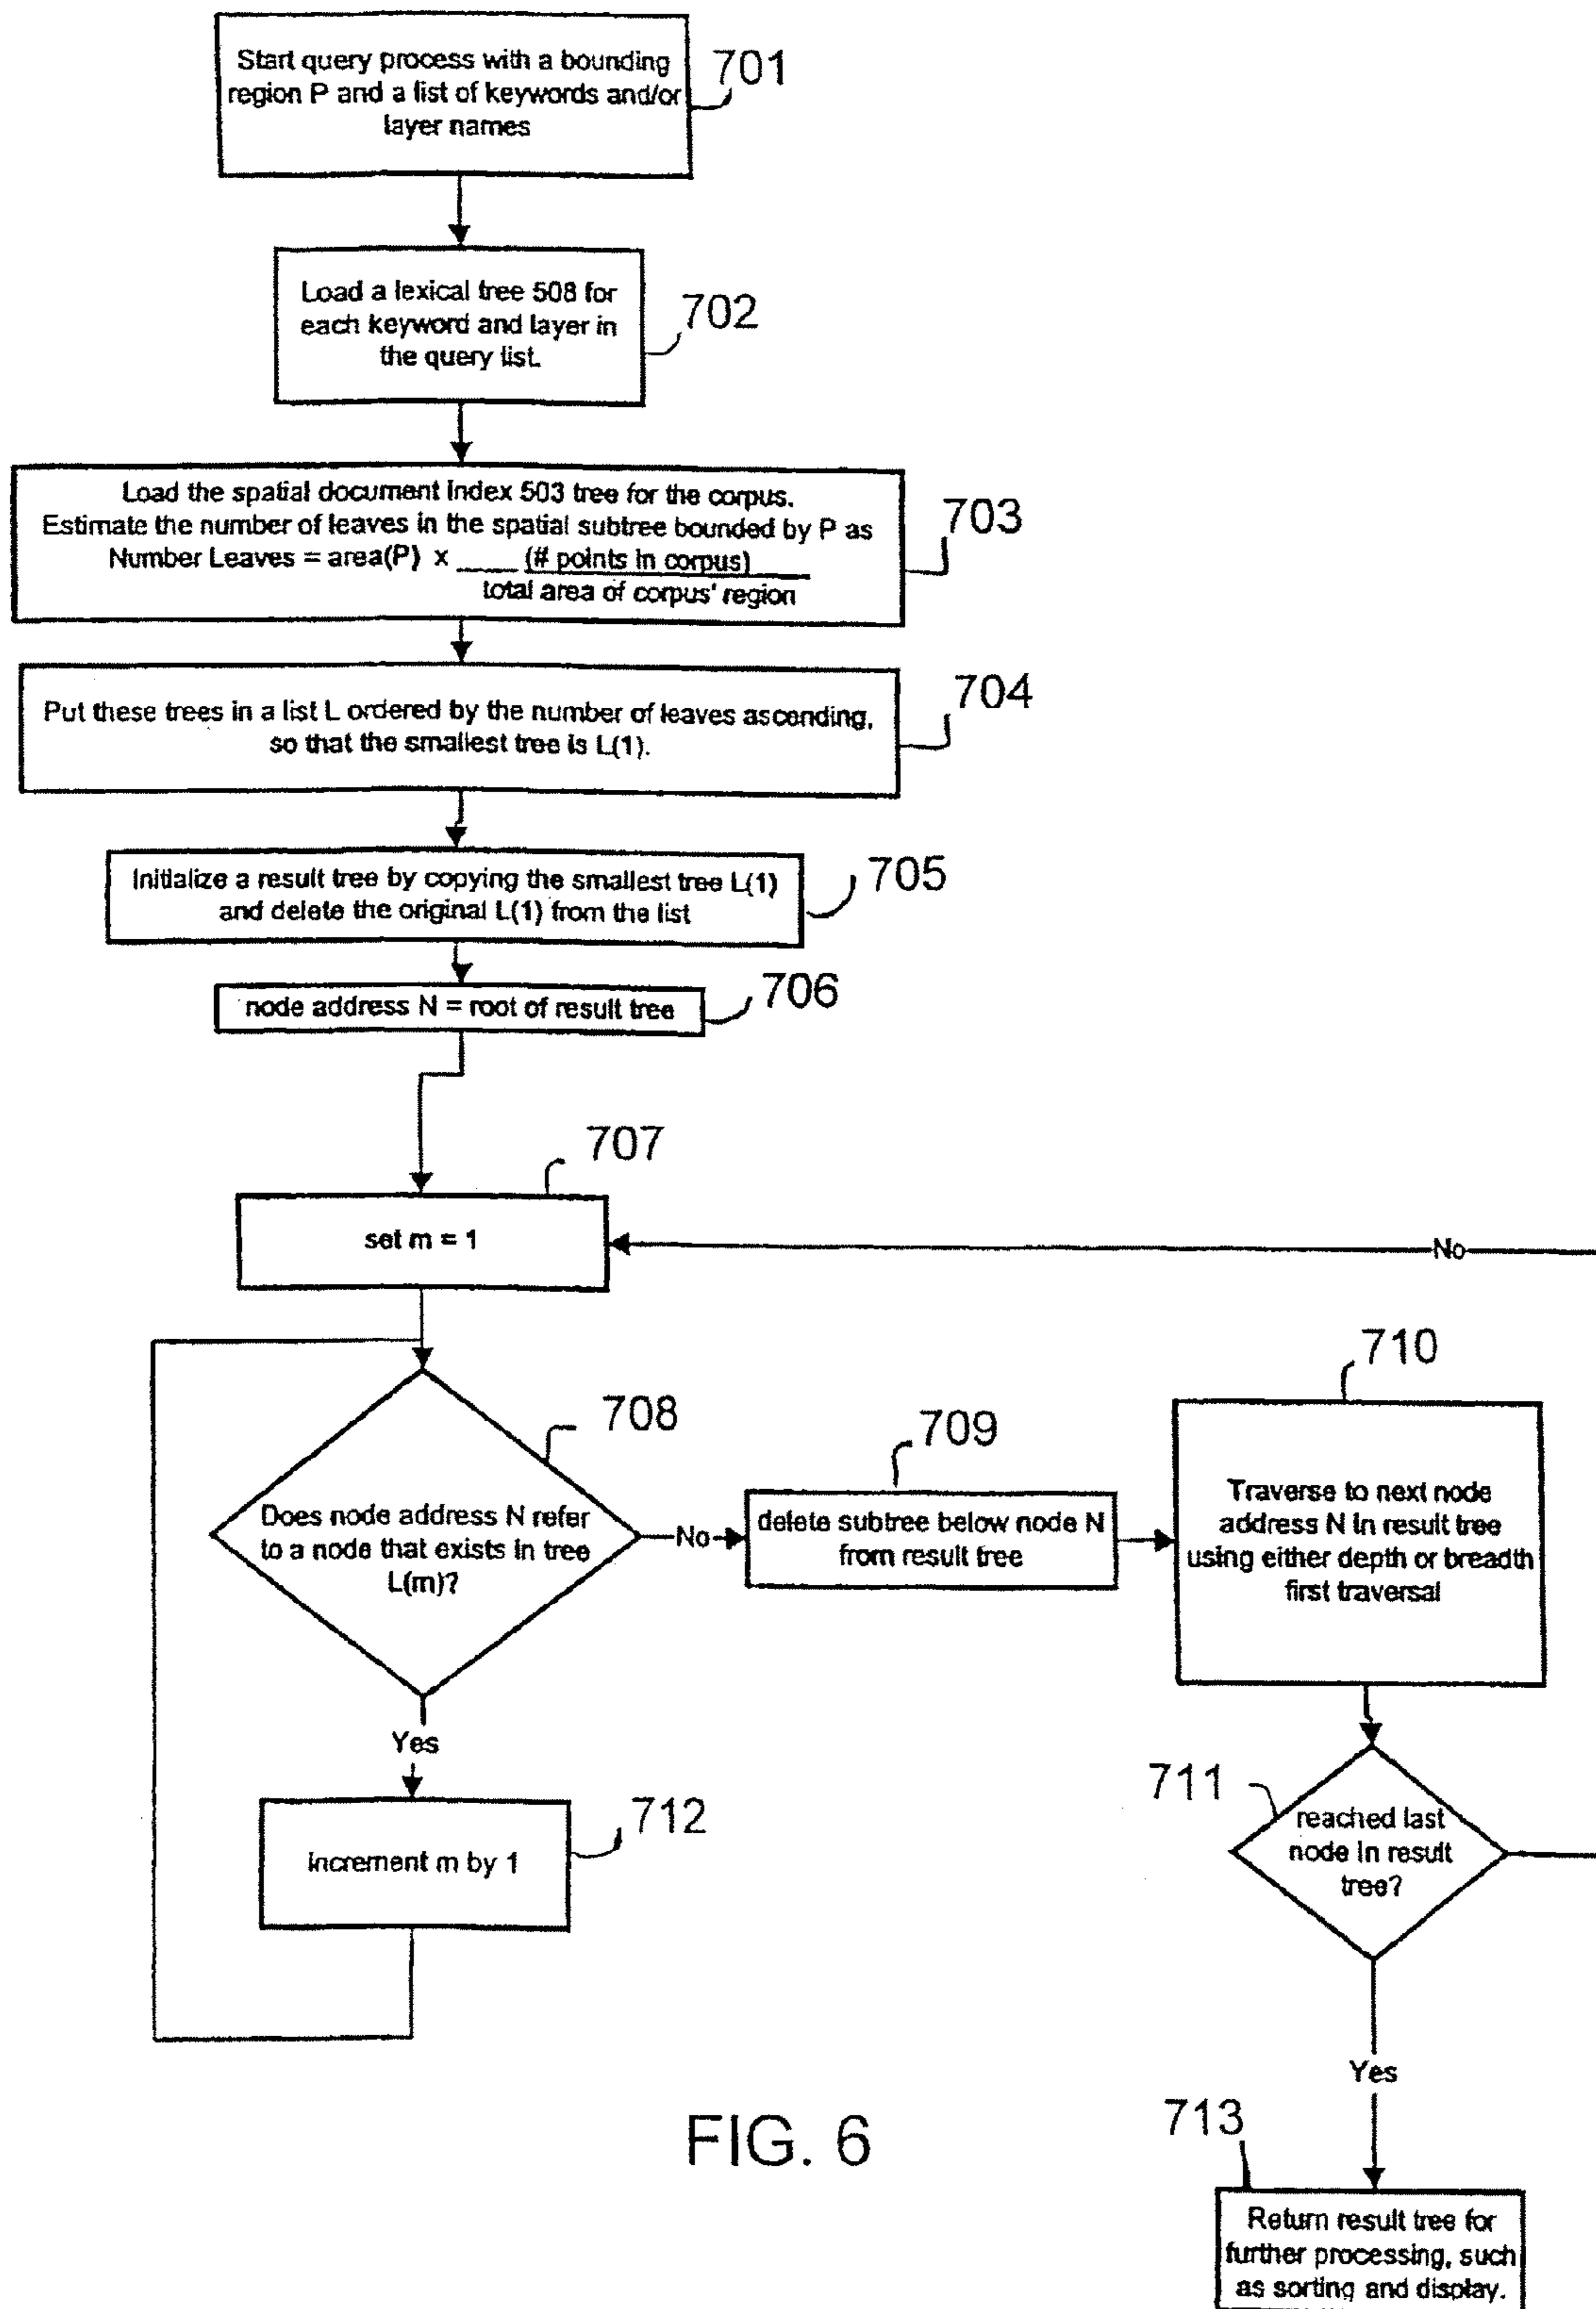 Start query process with a bounding
region P and a list of keywords and/or
layer names
701
Load a lexical tree 508 for
each keyword and layer in
the query list.
702
Load the spatial document index 503 tree for the corpus.
Estimate the number of leaves in the spatial subtree bounded by P as
Number Leaves = area(P) x ____ (# points in corpus)____
total area of corpus' region
703
Put these trees in a list L ordered by the number of leaves ascending,
so that the smallest tree is L(1).
704
Initialize a result tree by copying the smallest tree L(1)
and delete the original L(1) from the list
705
node address N = root of result tree
706
707
set m = 1
No
708
Does node address N refer
to a node that exists in tree
L(m)?
No
709
delete subtree below node N
from result tree
710
Traverse to next node
address N in result tree
using either depth or breadth
first traversal
Yes
712
increment m by 1
711
reached last
node in result
tree?
Yes
713
Return result tree for
further processing, such
as sorting and display.
FIG. 6